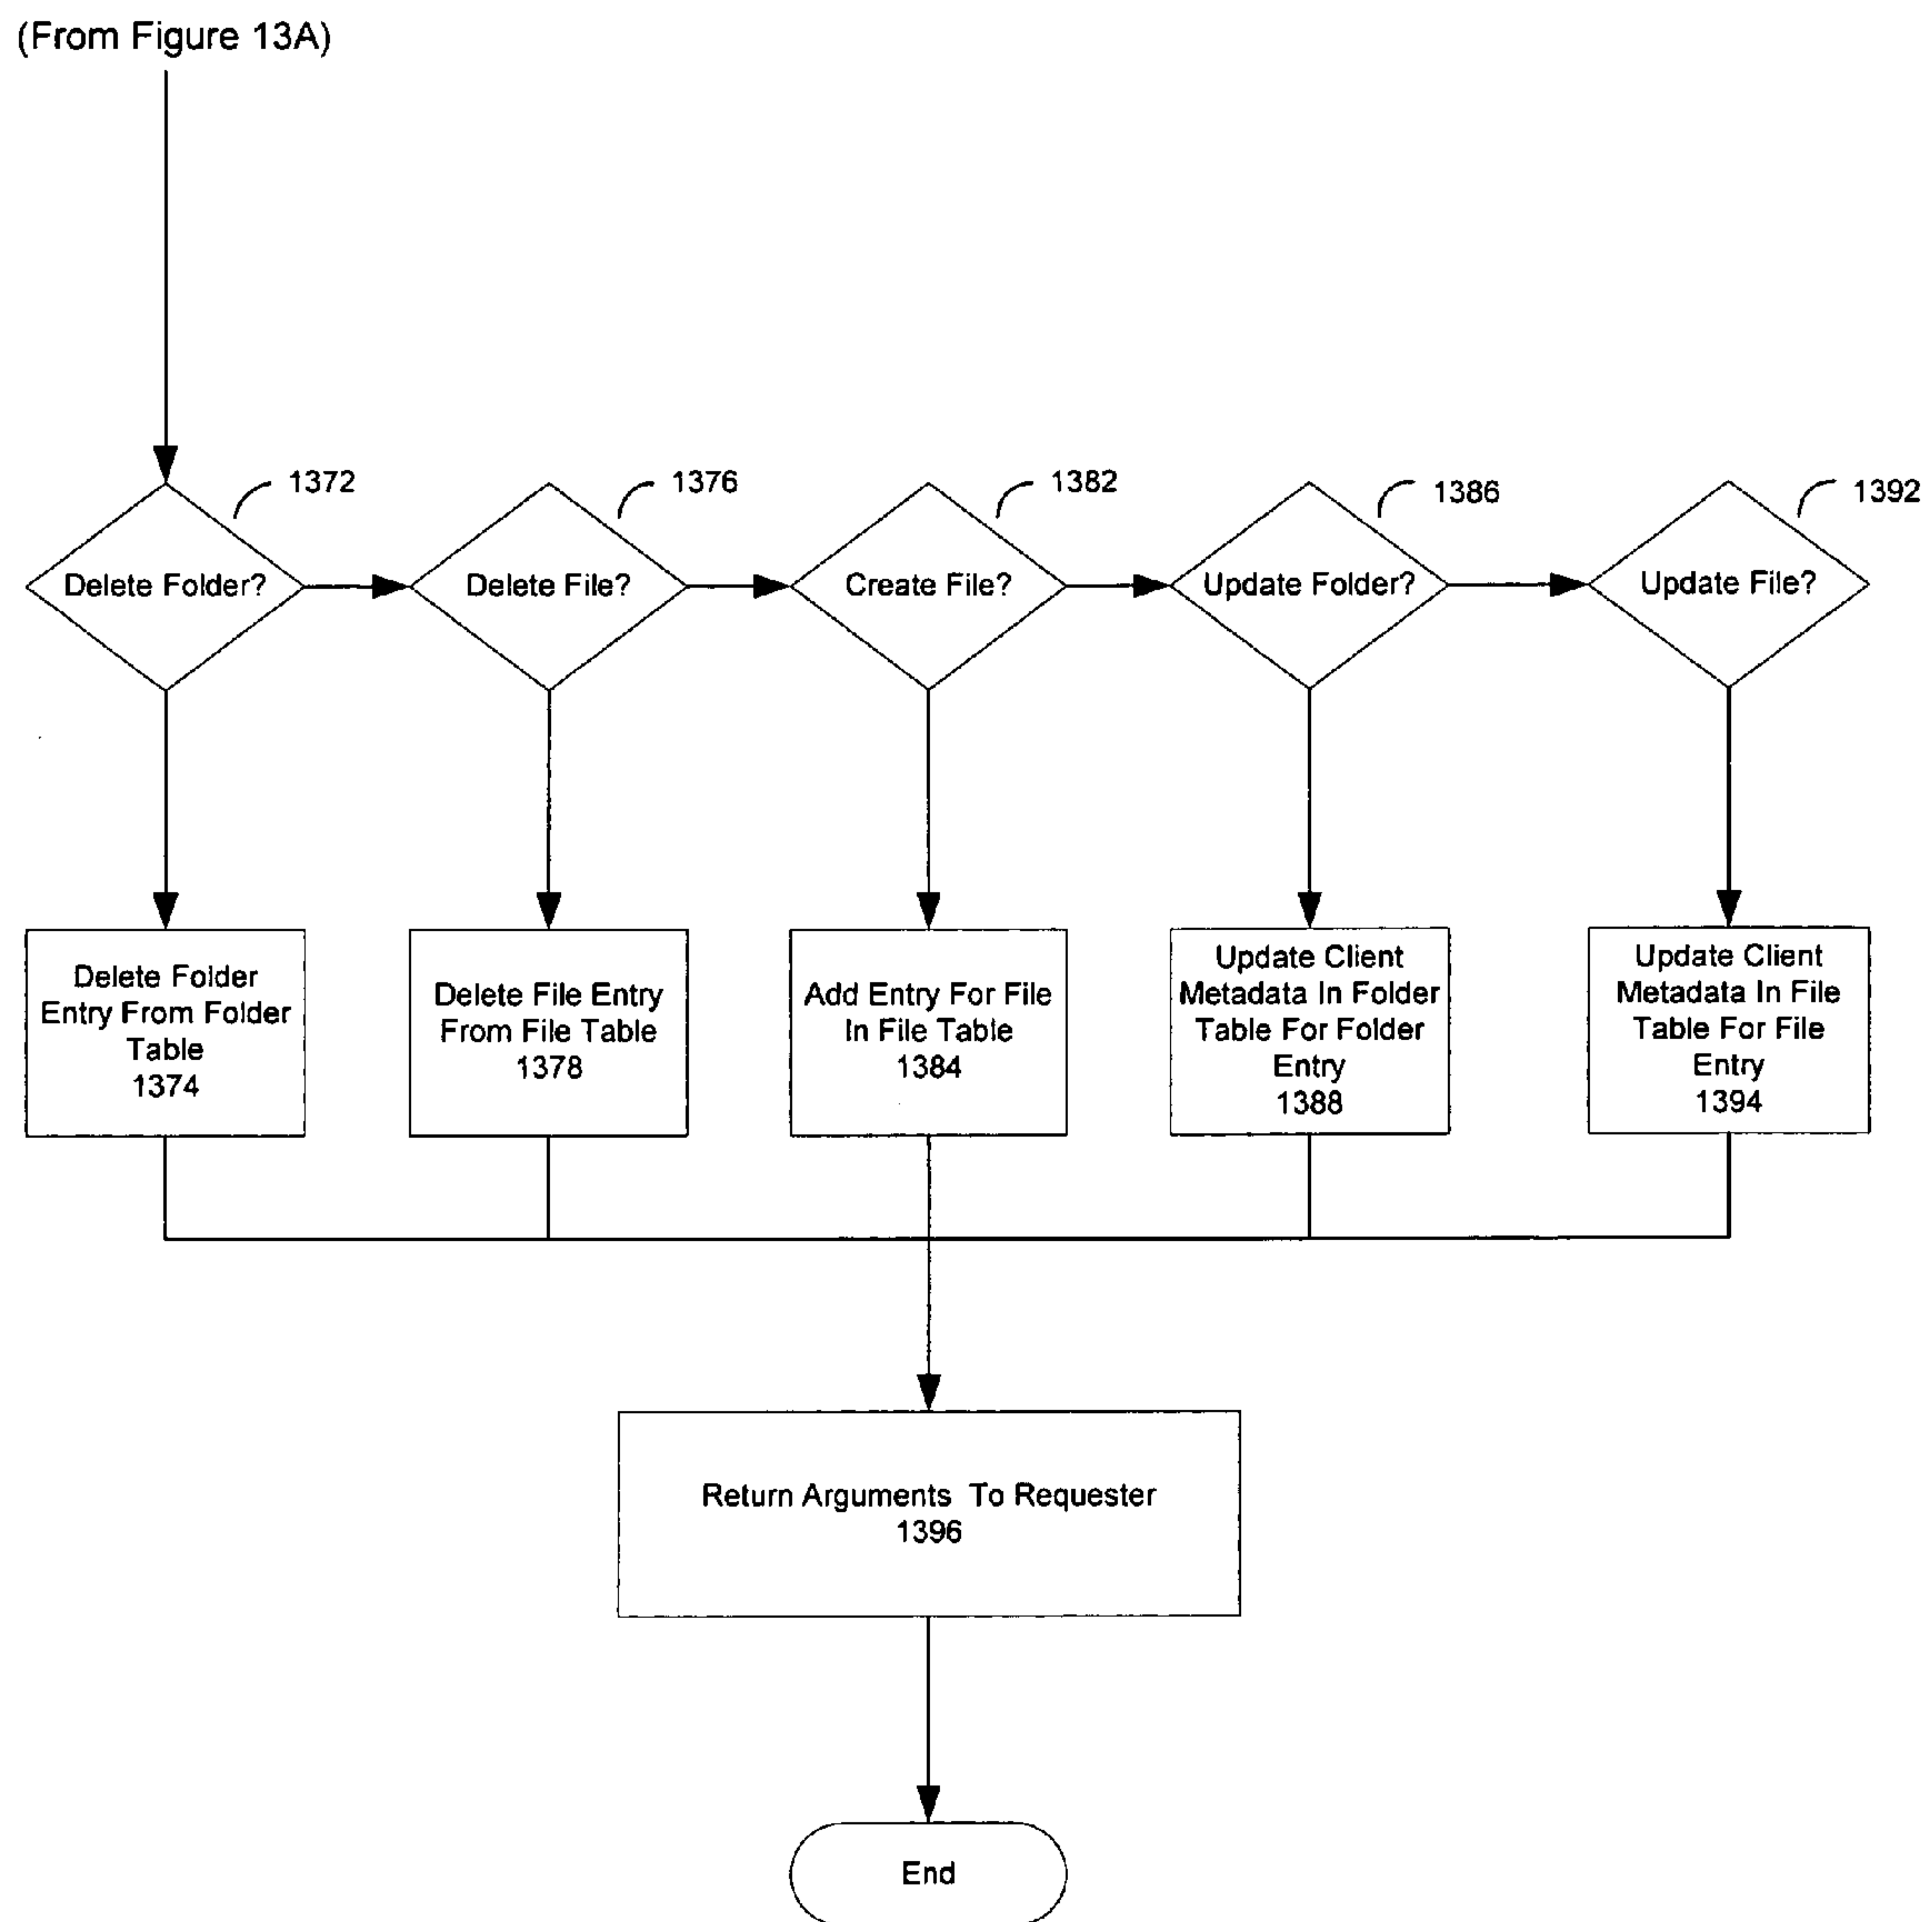 (From Figure 13A)
1372
1376
1382
1386
1392
Delete Folder?
Delete File?
Create File?
Update Folder?
Update File?
Delete Folder
Entry From Folder
Table
1374
Delete File Entry
From File Table
1378
Add Entry For File
In File Table
1384
Update Client
Metadata In Folder
Table For Folder
Entry
1388
Update Client
Metadata In File
Table For File
Entry
1394
Return Arguments To Requester
1396
End